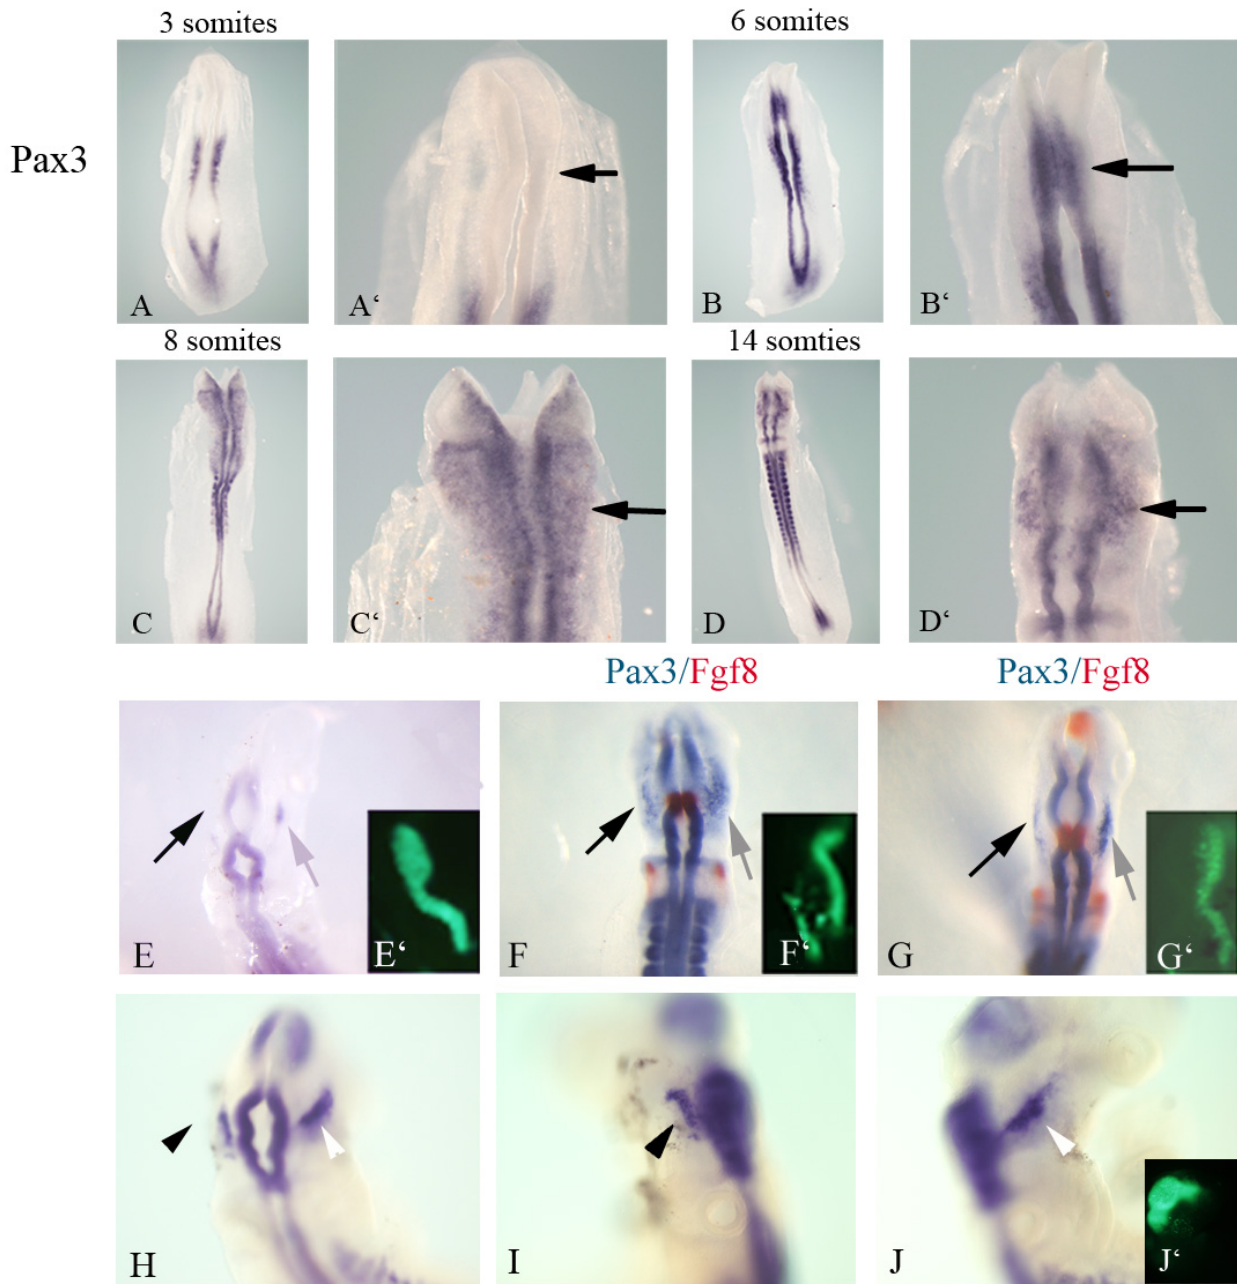 3 somites
6 somites
Pax3
A
A‘
B
B‘
8 somites
14 somties
C
C‘
D
D‘
Pax3/Fgf8
Pax3/Fgf8
E
E‘
F
F‘
G
G‘
H
I
J
J‘